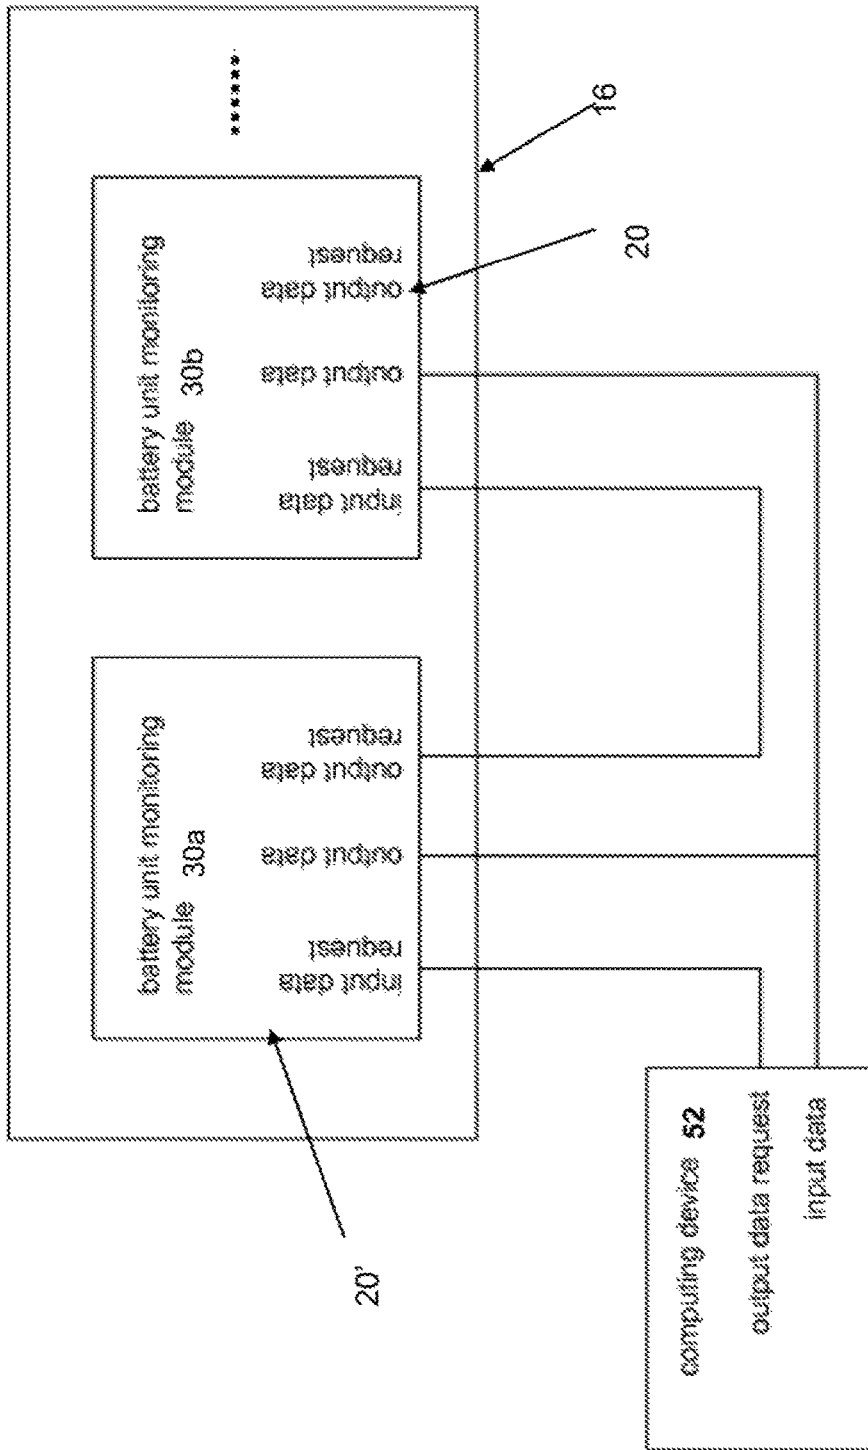 battery unit monitoring
module 30a
input data
request
output data
output data
request
battery unit monitoring
module 30b
input data
request
output data
output data
request
.......
16
20
20'
computing device 52
output data request
input data